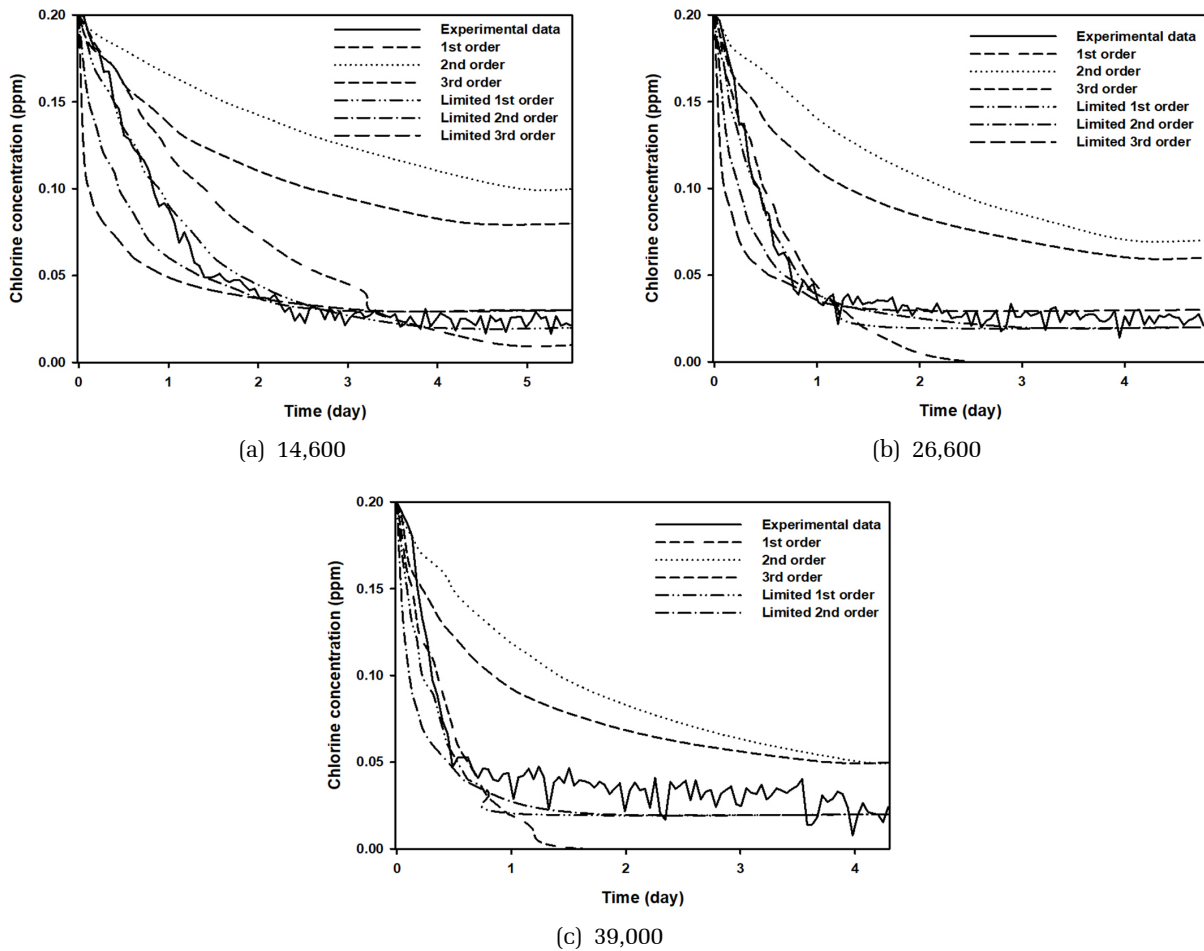 0.20
0.15
0.10
0.05
0.00
Chlorine concentration (ppm)
Experimental data
1st order
2nd order
3rd order
Limited 1st order
Limited 2nd order
Limited 3rd order
0 1 2 3 4 5
Time (day)
(a) 14,600
0.20
0.15
0.10
0.05
0.00
Chlorine concentration (ppm)
Experimental data
1st order
2nd order
3rd order
Limited 1st order
Limited 2nd order
Limited 3rd order
0 1 2 3 4
Time (day)
(b) 26,600
0.20
0.15
0.10
0.05
0.00
Chlorine concentration (ppm)
Experimental data
1st order
2nd order
3rd order
Limited 1st order
Limited 2nd order
0 1 2 3 4
Time (day)
(c) 39,000